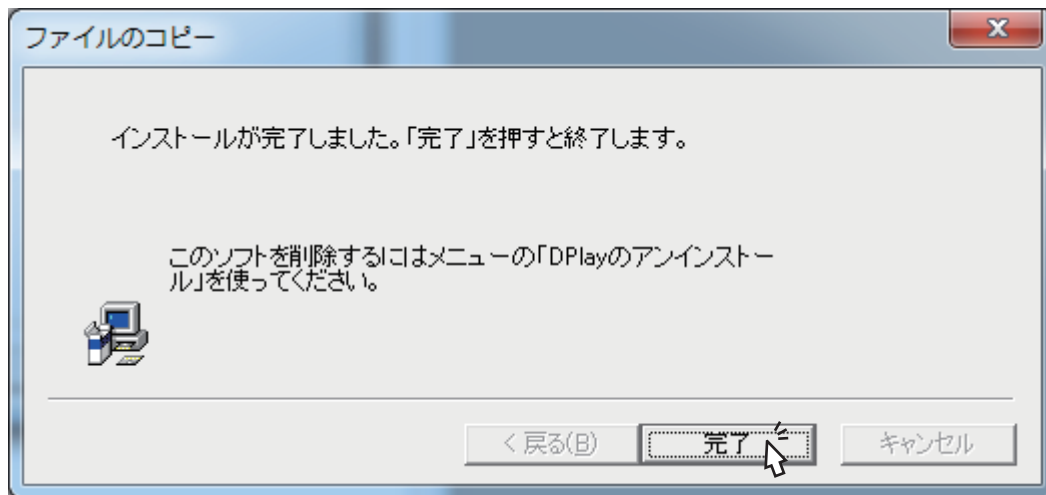 ファイルのコピー
インストールが完了しました。「完了」を押すと終了します。
このソフトを削除するにはメニューの「DPlayのアンインストー
ル」を使ってください。
< 戻る(B) 完了 キャンセル